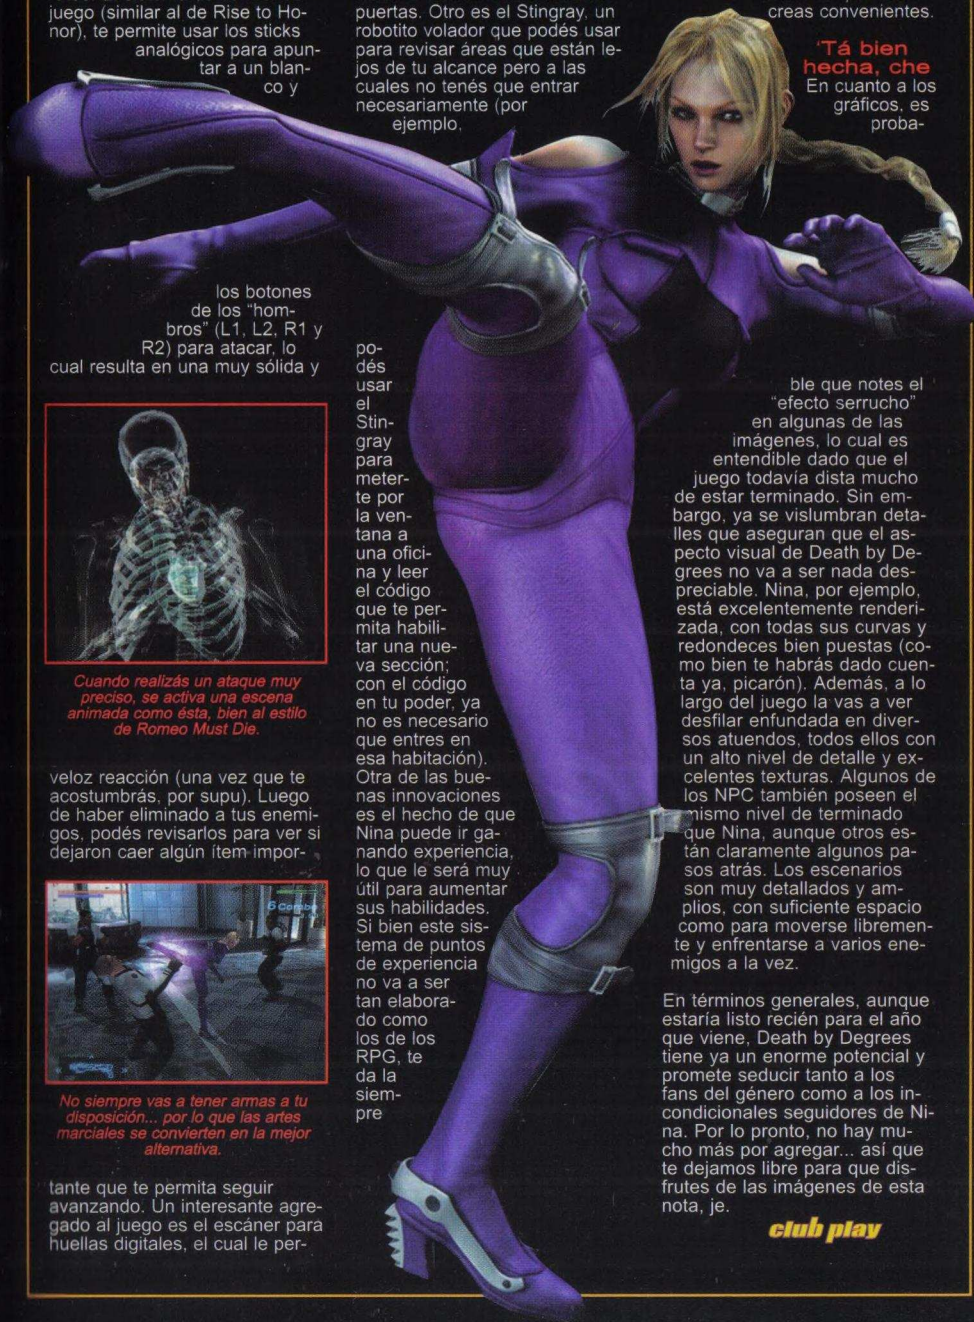 juego (similar al de Rise to Ho-
nor), te permite usar los sticks
analógicos para apun-
tar a un blan-
co y
los botones
de los "hom-
bros" (L1, L2, R1 y
R2) para atacar, lo
cual resulta en una muy sólida y
Cuando realizás un ataque muy
preciso, se activa una escena
animada como ésta, bien al estilo
de Romeo Must Die.
veloz reacción (una vez que te
acostumbrás, por supu). Luego
de haber eliminado a tus enemi-
gos, podés revisarlos para ver si
dejaron caer algún ítem impor-
6 Combo
No siempre vas a tener armas a tu
disposición... por lo que las artes
marciales se convierten en la mejor
alternativa.
tante que te permita seguir
avanzando. Un interesante agre-
gado al juego es el escáner para
huellas digitales, el cual le per-
puertas. Otro es el Stingray, un
robotito volador que podés usar
para revisar áreas que están le-
jos de tu alcance pero a las
cuales no tenés que entrar
necesariamente (por
ejemplo,
po-
dés
usar
el
Stin-
gray
para
meter-
te por
la ven-
tana a
una ofici-
na y leer
el código
que te per-
mita habili-
tar una nue-
va sección;
con el código
en tu poder, ya
no es necesario
que entres en
esa habitación).
Otra de las bue-
nas innovaciones
es el hecho de que
Nina puede ir ga-
nando experiencia,
lo que le será muy
útil para aumentar
sus habilidades.
Si bien este sis-
tema de puntos
de experiencia
no va a ser
tan elabora-
do como
los de los
RPG, te
da la
siem-
pre
creas convenientes.
'Tá bien
hecha, che
En cuanto a los
gráficos, es
proba-
ble que notes el
"efecto serrucho"
en algunas de las
imágenes, lo cual es
entendible dado que el
juego todavía dista mucho
de estar terminado. Sin em-
bargo, ya se vislumbran deta-
lles que aseguran que el as-
pecto visual de Death by De-
grees no va a ser nada des-
preciable. Nina, por ejemplo,
está excelentemente renderi-
zada, con todas sus curvas y
redondeces bien puestas (co-
mo bien te habrás dado cuen-
ta ya, picarón). Además, a lo
largo del juego la vas a ver
desfilar enfundada en diver-
sos atuendos, todos ellos con
un alto nivel de detalle y ex-
celentes texturas. Algunos de
los NPC también poseen el
mismo nivel de terminado
que Nina, aunque otros es-
tán claramente algunos pa-
sos atrás. Los escenarios
son muy detallados y am-
plios, con suficiente espacio
como para moverse libremen-
te y enfrentarse a varios ene-
migos a la vez.
En términos generales, aunque
estaría listo recién para el año
que viene, Death by Degrees
tiene ya un enorme potencial y
promete seducir tanto a los
fans del género como a los in-
condicionales seguidores de Ni-
na. Por lo pronto, no hay mu-
cho más por agregar... así que
te dejamos libre para que dis-
frutes de las imágenes de esta
nota, je.
club play